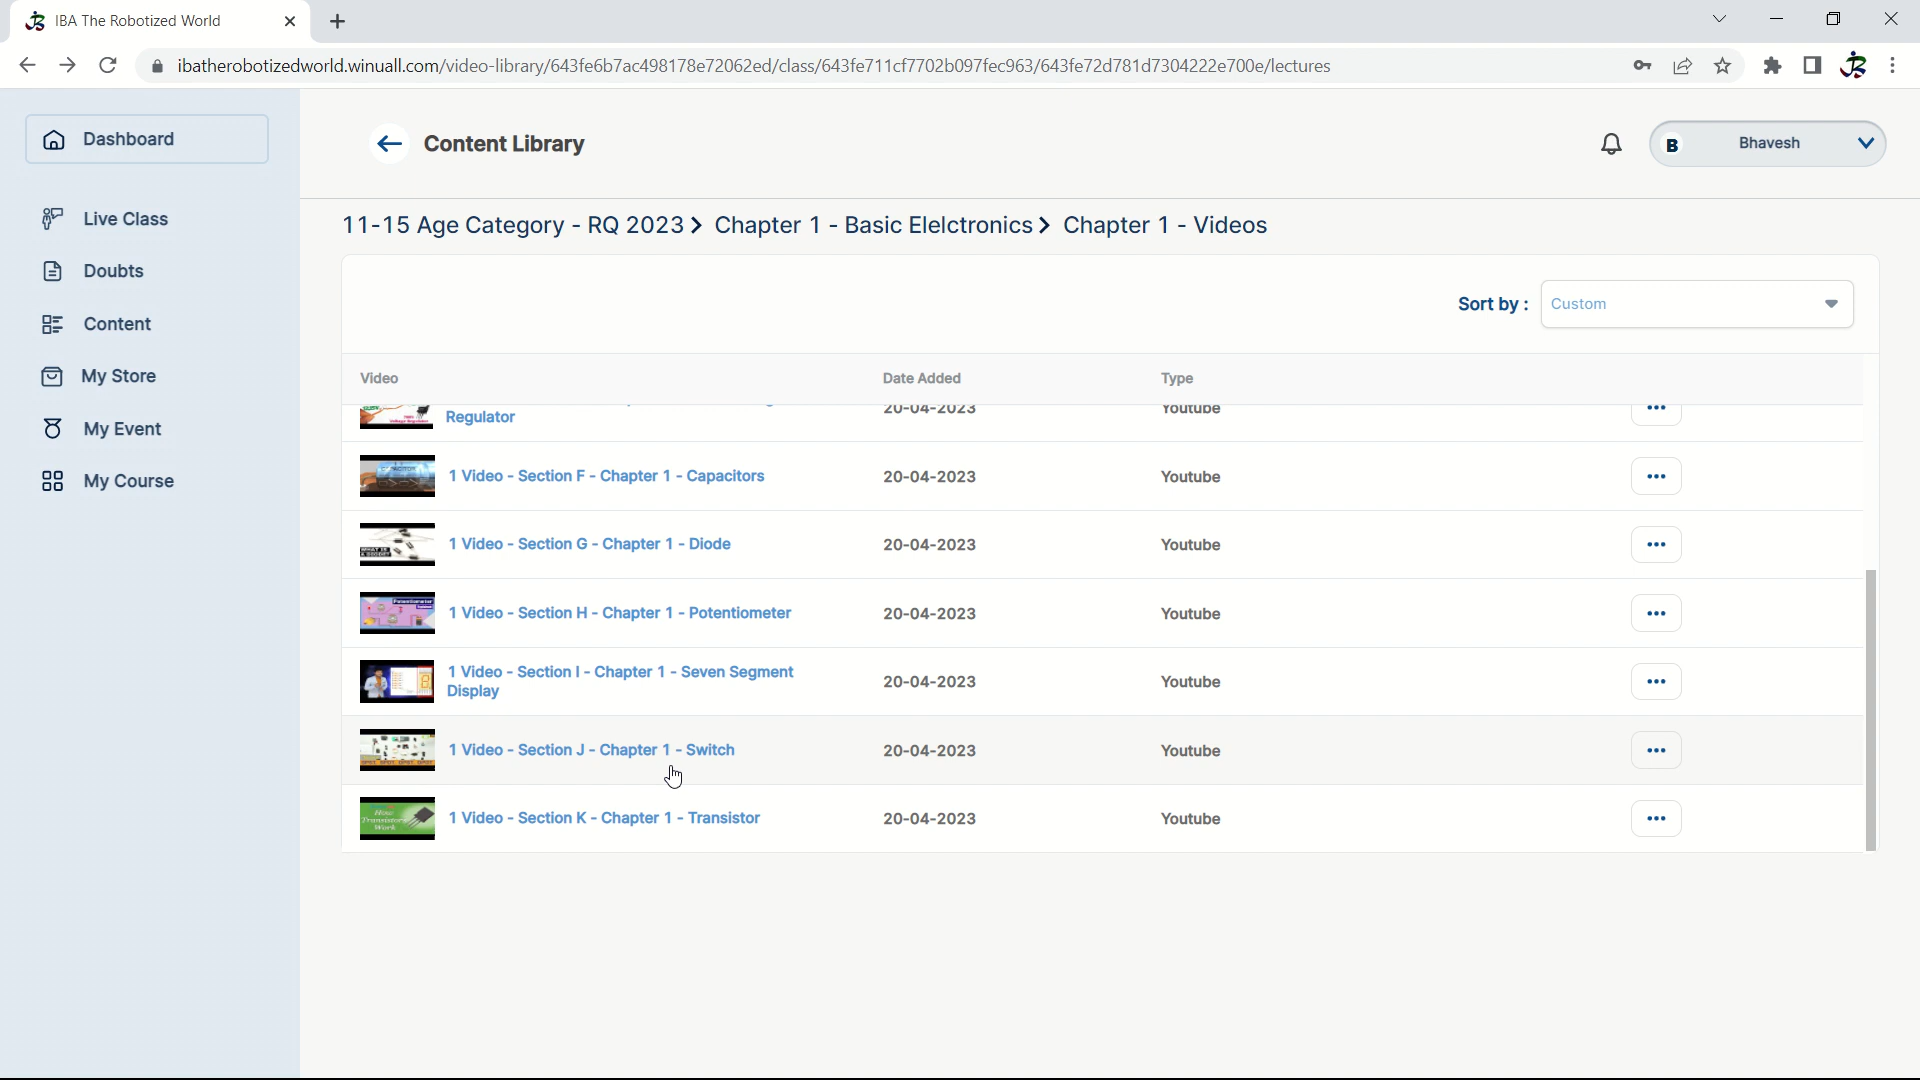 IBA The Robotized World
ibatherobotizedworld.winuall.com/video-library/643fe6b7ac498178e72062ed/class/643fe711cf7702b097fec963/643fe72d781d7304222e700e/lectures
Dashboard
Live Class
Doubts
Content
My Store
My Event
My Course
Content Library
B Bhavesh
11-15 Age Category - RQ 2023 > Chapter 1 - Basic Elelctronics > Chapter 1 - Videos
Sort by : Custom
Video Date Added Type
Regulator 20-04-2023 Youtube
1 Video - Section F - Chapter 1 - Capacitors 20-04-2023 Youtube
1 Video - Section G - Chapter 1 - Diode 20-04-2023 Youtube
1 Video - Section H - Chapter 1 - Potentiometer 20-04-2023 Youtube
1 Video - Section I - Chapter 1 - Seven Segment
Display 20-04-2023 Youtube
1 Video - Section J - Chapter 1 - Switch 20-04-2023 Youtube
1 Video - Section K - Chapter 1 - Transistor 20-04-2023 Youtube